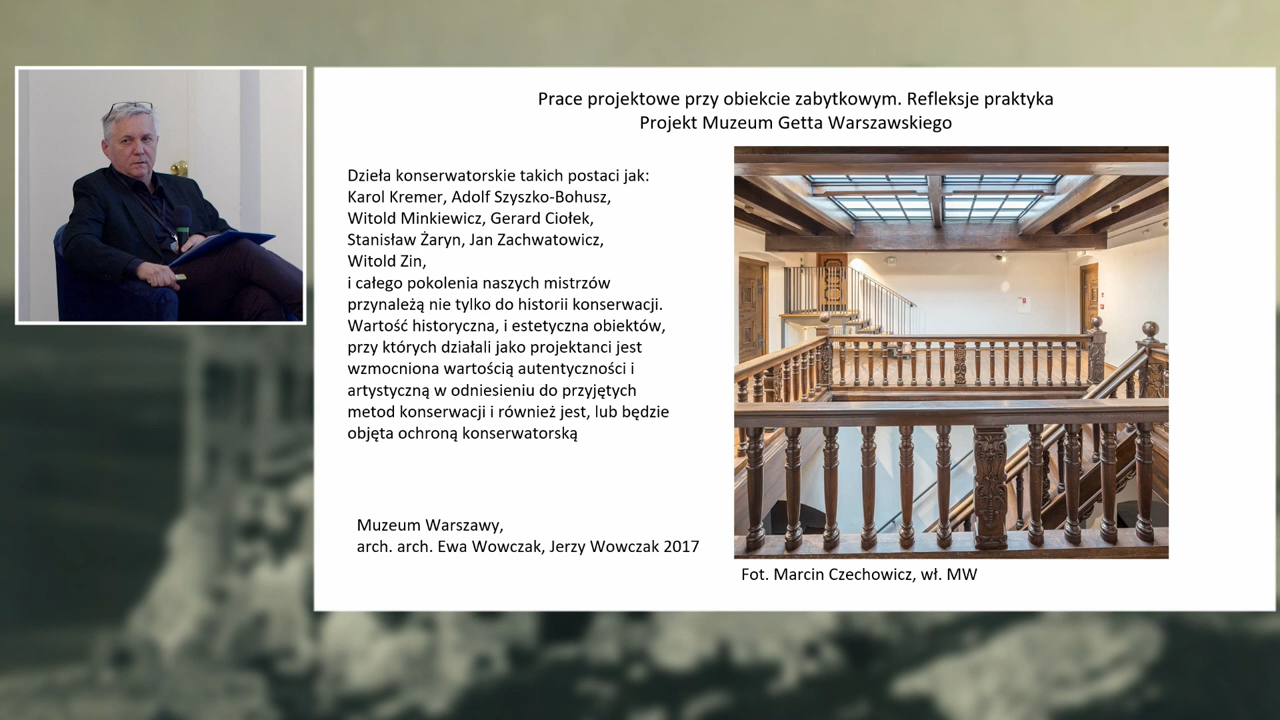 Prace projektowe przy obiekcie zabytkowym. Refleksje praktyka
Projekt Muzeum Getta Warszawskiego
Dzieła konserwatorskie takich postaci jak:
Karol Kremer, Adolf Szyszko-Bohusz,
Witold Minkiewicz, Gerard Ciołek,
Stanisław Żaryn, Jan Zachwatowicz,
Witold Zin,
i całego pokolenia naszych mistrzów
przynależą nie tylko do historii konserwacji.
Wartość historyczna, i estetyczna obiektów,
przy których działali jako projektanci jest
wzmocniona wartością autentyczności i
artystyczną w odniesieniu do przyjętych
metod konserwacji i również jest, lub będzie
objęta ochroną konserwatorską
Muzeum Warszawy,
arch. arch. Ewa Wowczak, Jerzy Wowczak 2017
Fot. Marcin Czechowicz, wł. MW